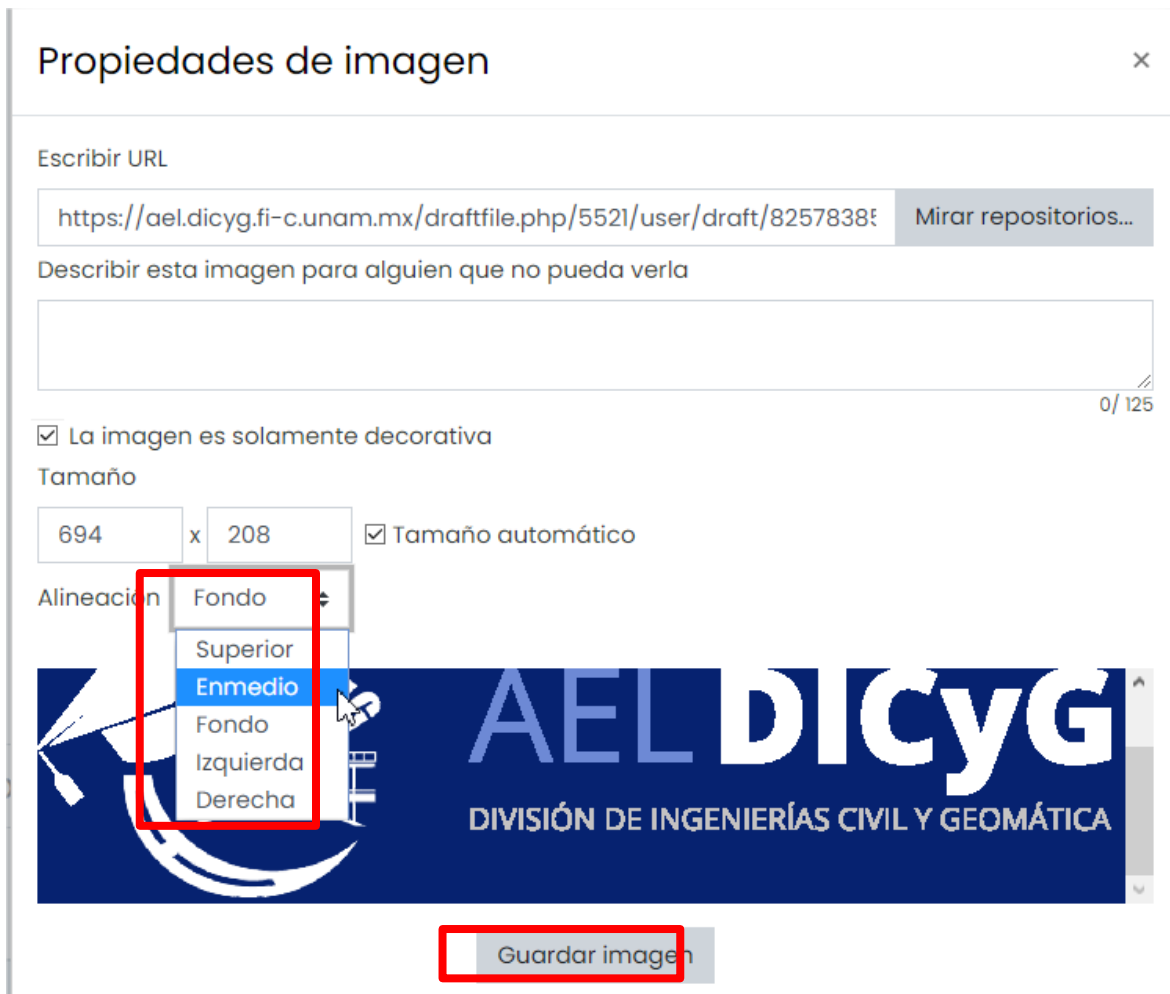 Propiedades de imagen ×
Escribir URL
https://ael.dicyg.fi-c.unam.mx/draftfile.php/5521/user/draft/82578385 Mirar repositorios...
Describir esta imagen para alguien que no pueda verla
0/ 125
La imagen es solamente decorativa
Tamaño
694 x 208 Tamaño automático
Alineación Fondo
Superior
Enmedio
Fondo
Izquierda
Derecha
AEL DICyG
DIVISIÓN DE INGENIERÍAS CIVIL Y GEOMÁTICA
Guardar imagen